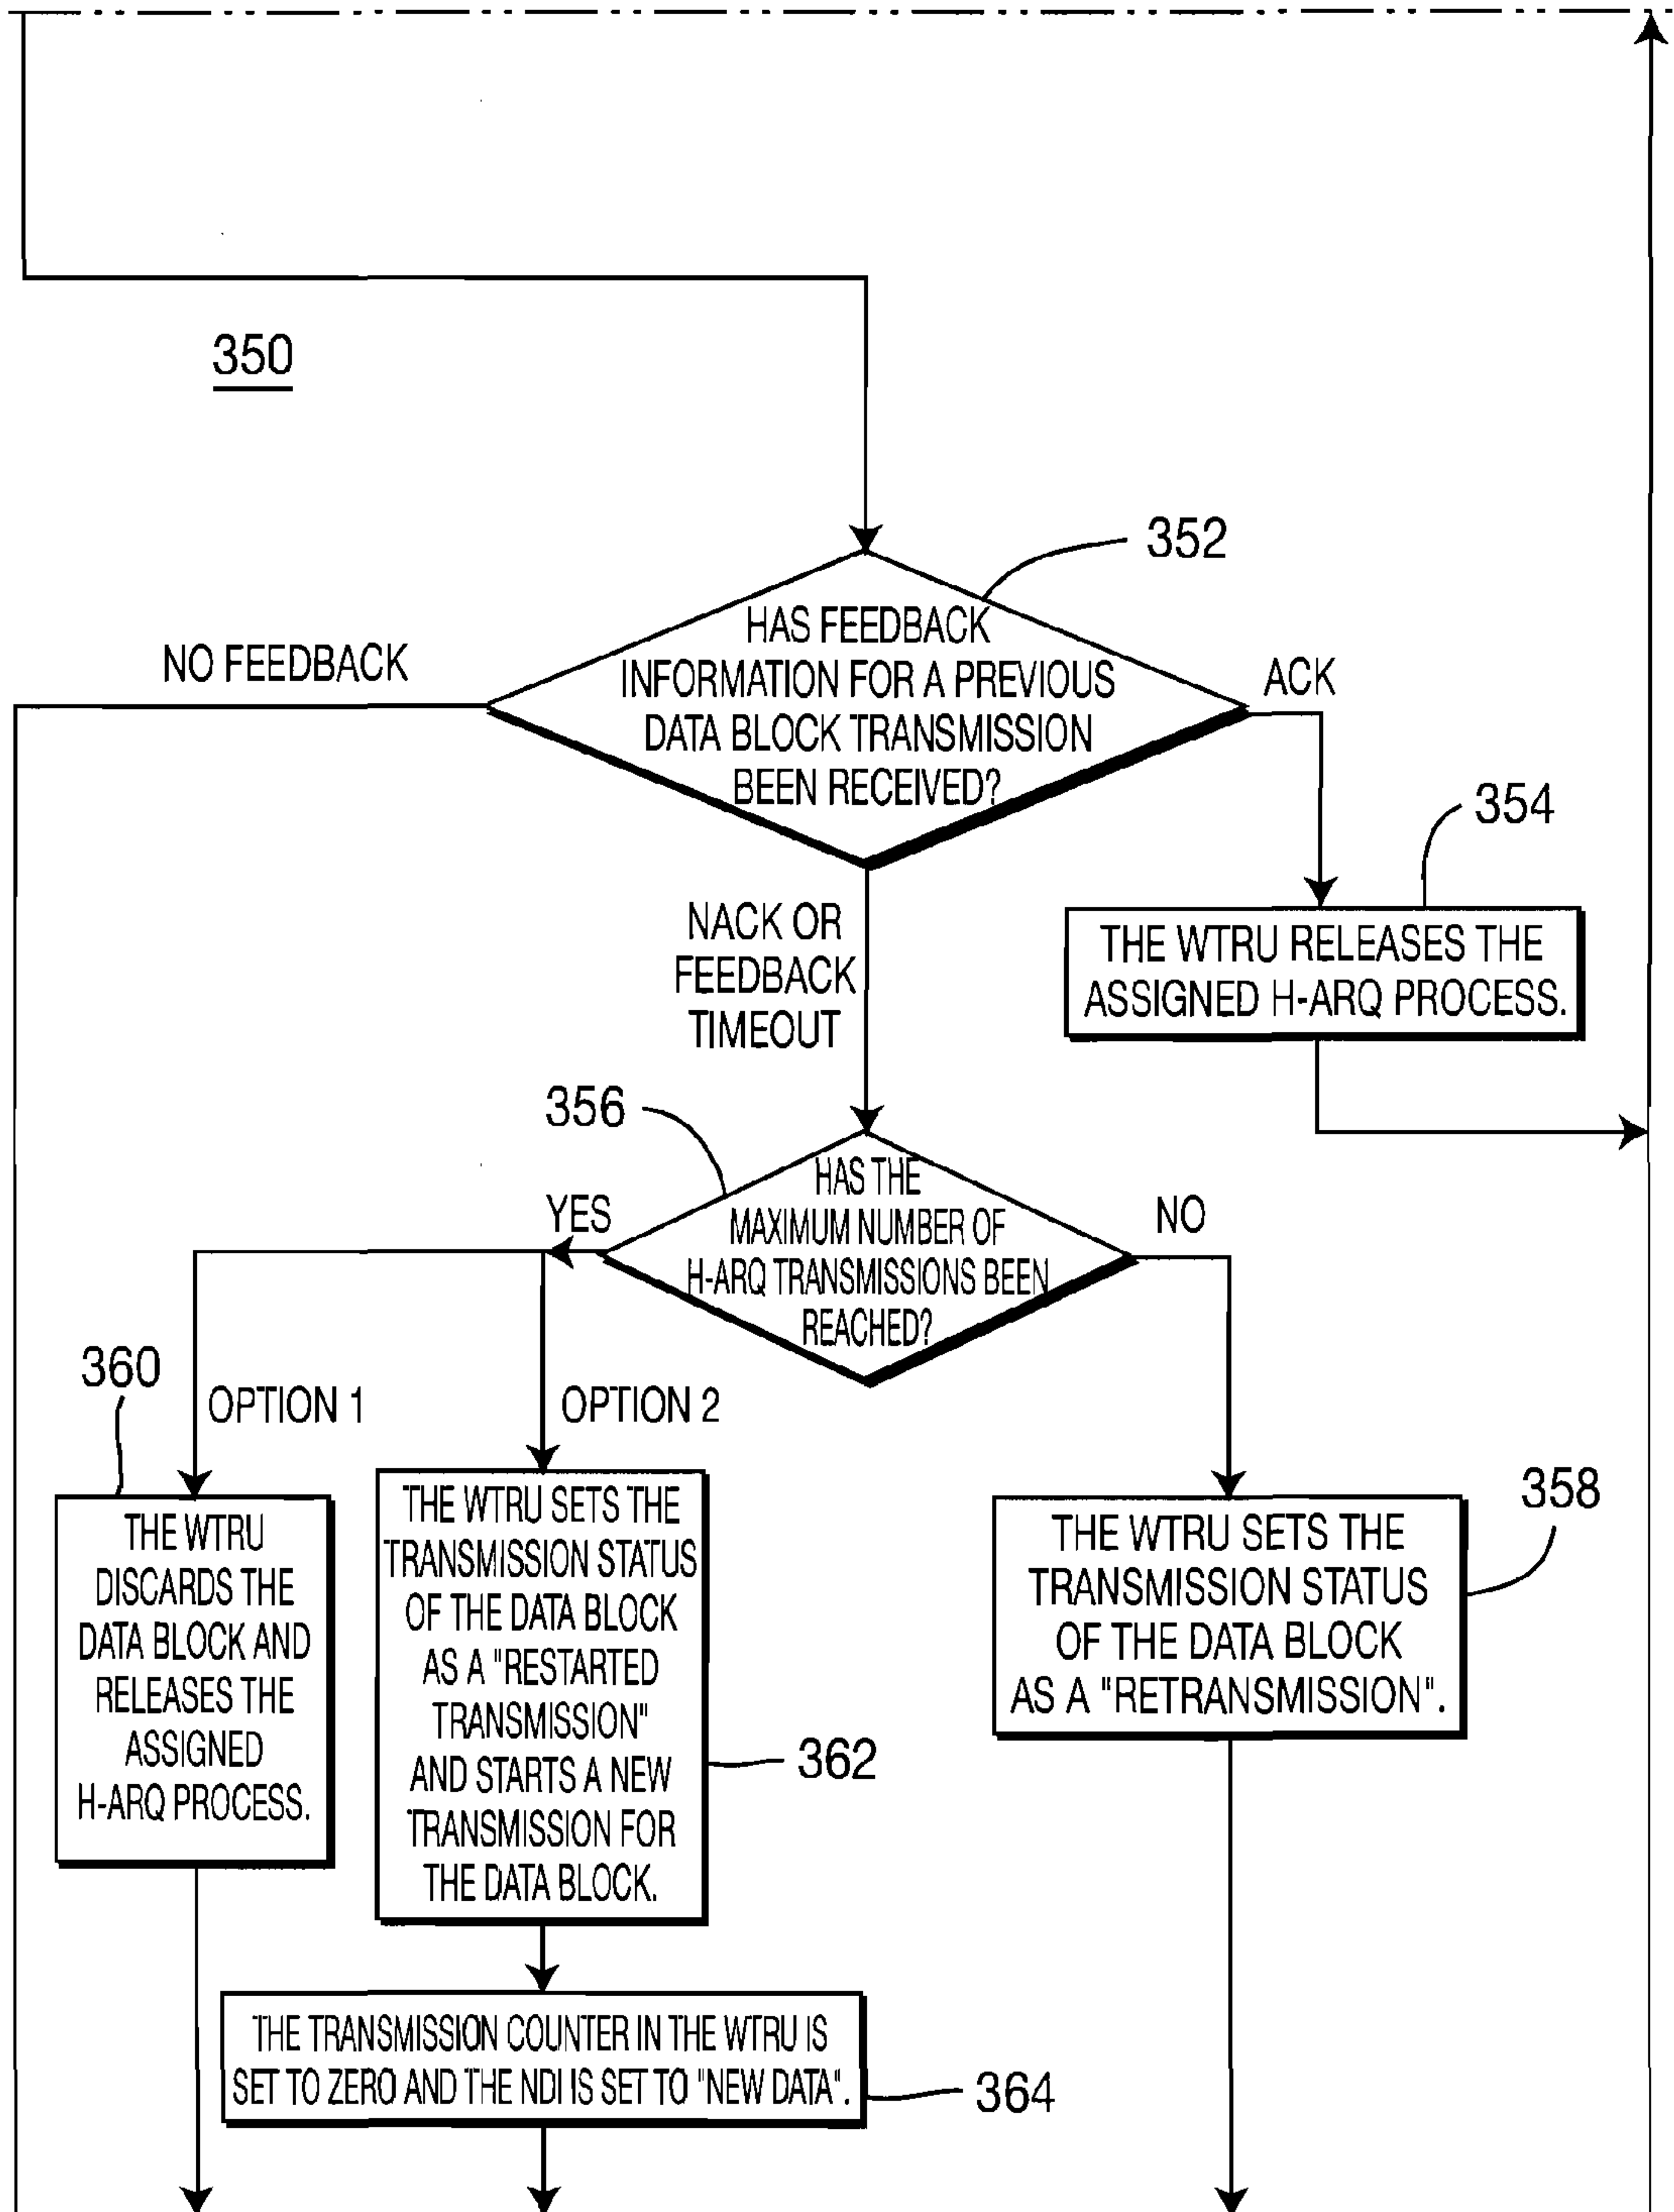 350
352
HAS FEEDBACK
INFORMATION FOR A PREVIOUS
DATA BLOCK TRANSMISSION
BEEN RECEIVED?
NO FEEDBACK
ACK
354
THE WTRU RELEASES THE
ASSIGNED H-ARQ PROCESS.
NACK OR
FEEDBACK
TIMEOUT
356
HAS THE
MAXIMUM NUMBER OF
H-ARQ TRANSMISSIONS BEEN
REACHED?
YES
NO
360
OPTION 1
OPTION 2
THE WTRU
DISCARDS THE
DATA BLOCK AND
RELEASES THE
ASSIGNED
H-ARQ PROCESS.
THE WTRU SETS THE
TRANSMISSION STATUS
OF THE DATA BLOCK
AS A "RESTARTED
TRANSMISSION"
AND STARTS A NEW
TRANSMISSION FOR
THE DATA BLOCK.
362
358
THE WTRU SETS THE
TRANSMISSION STATUS
OF THE DATA BLOCK
AS A "RETRANSMISSION".
THE TRANSMISSION COUNTER IN THE WTRU IS
SET TO ZERO AND THE NDI IS SET TO "NEW DATA".
364